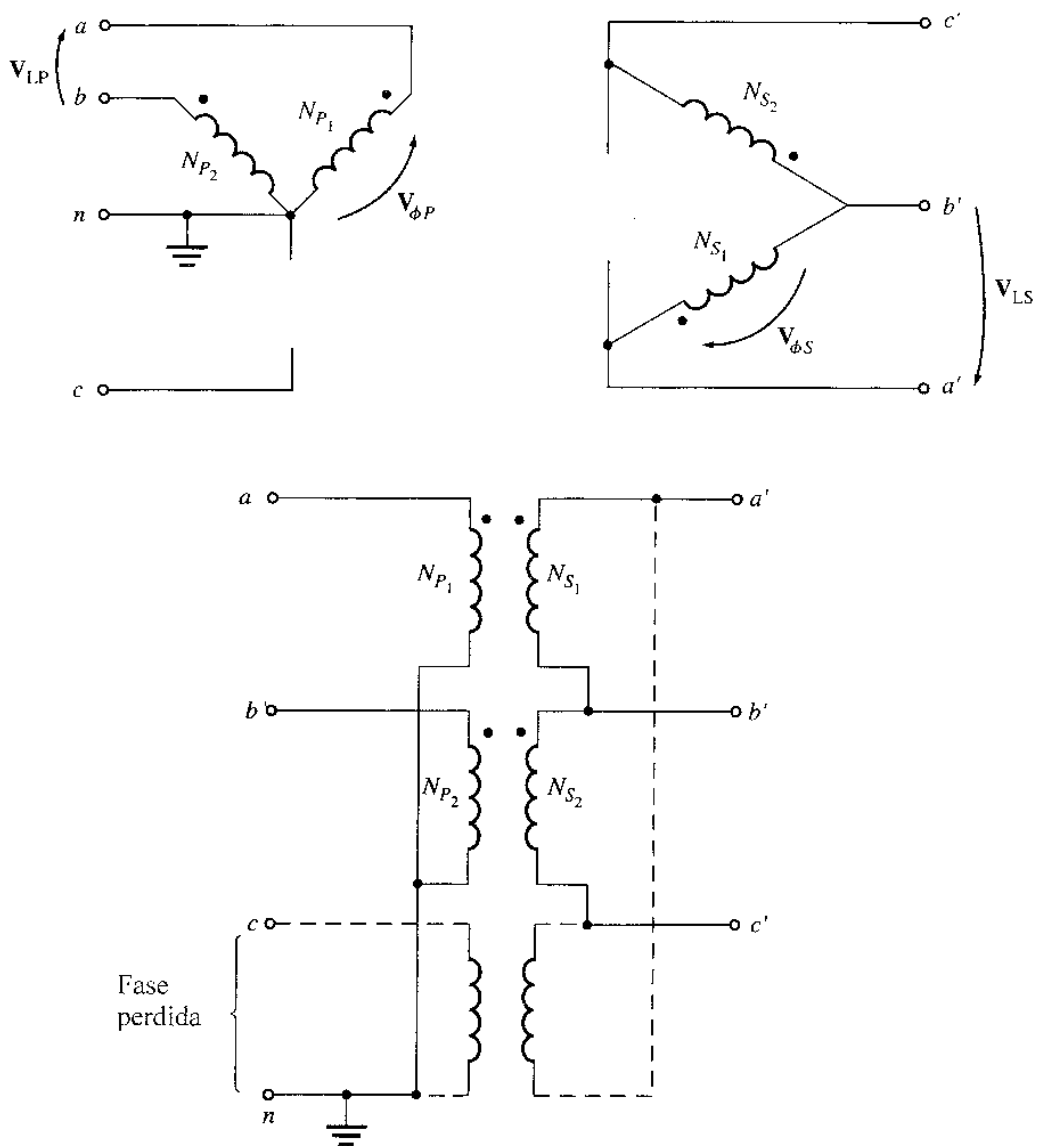 a
V_LP
b
N_P1
N_P2
V_ϕP
n
c
c'
N_S2
b'
N_S1
V_LS
V_ϕS
a'
a
a'
N_P1
N_S1
b
b'
N_P2
N_S2
c
c'
Fase
perdida
n